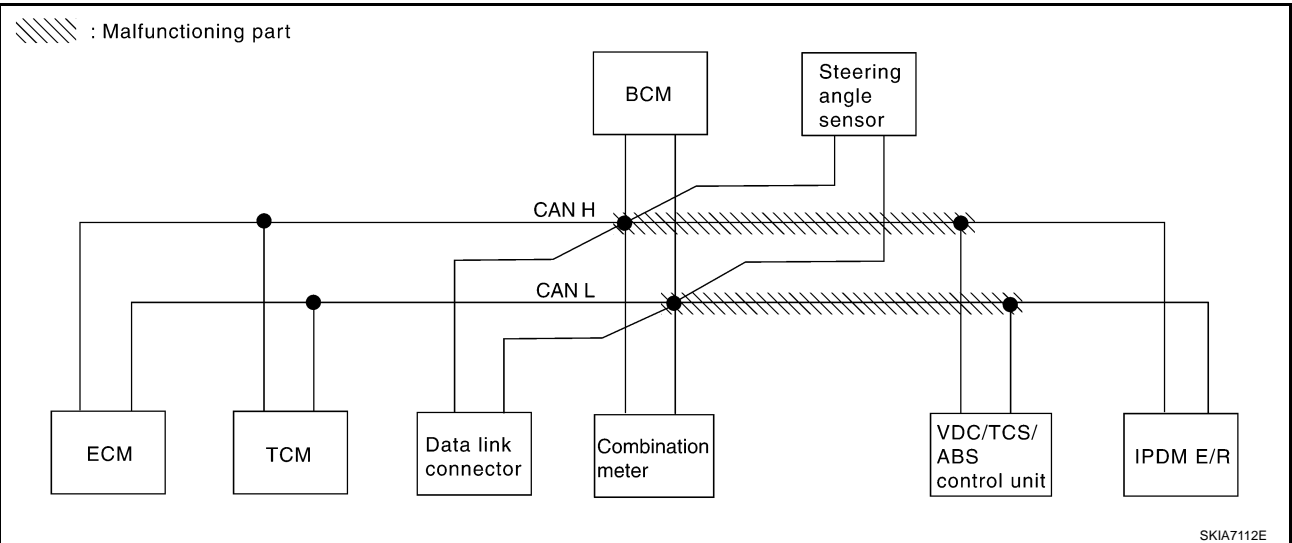 : Malfunctioning part
BCM
Steering
angle
sensor
CAN H
CAN L
ECM
TCM
Data link
connector
Combination
meter
VDC/TCS/
ABS
control unit
IPDM E/R
SKIA7112E